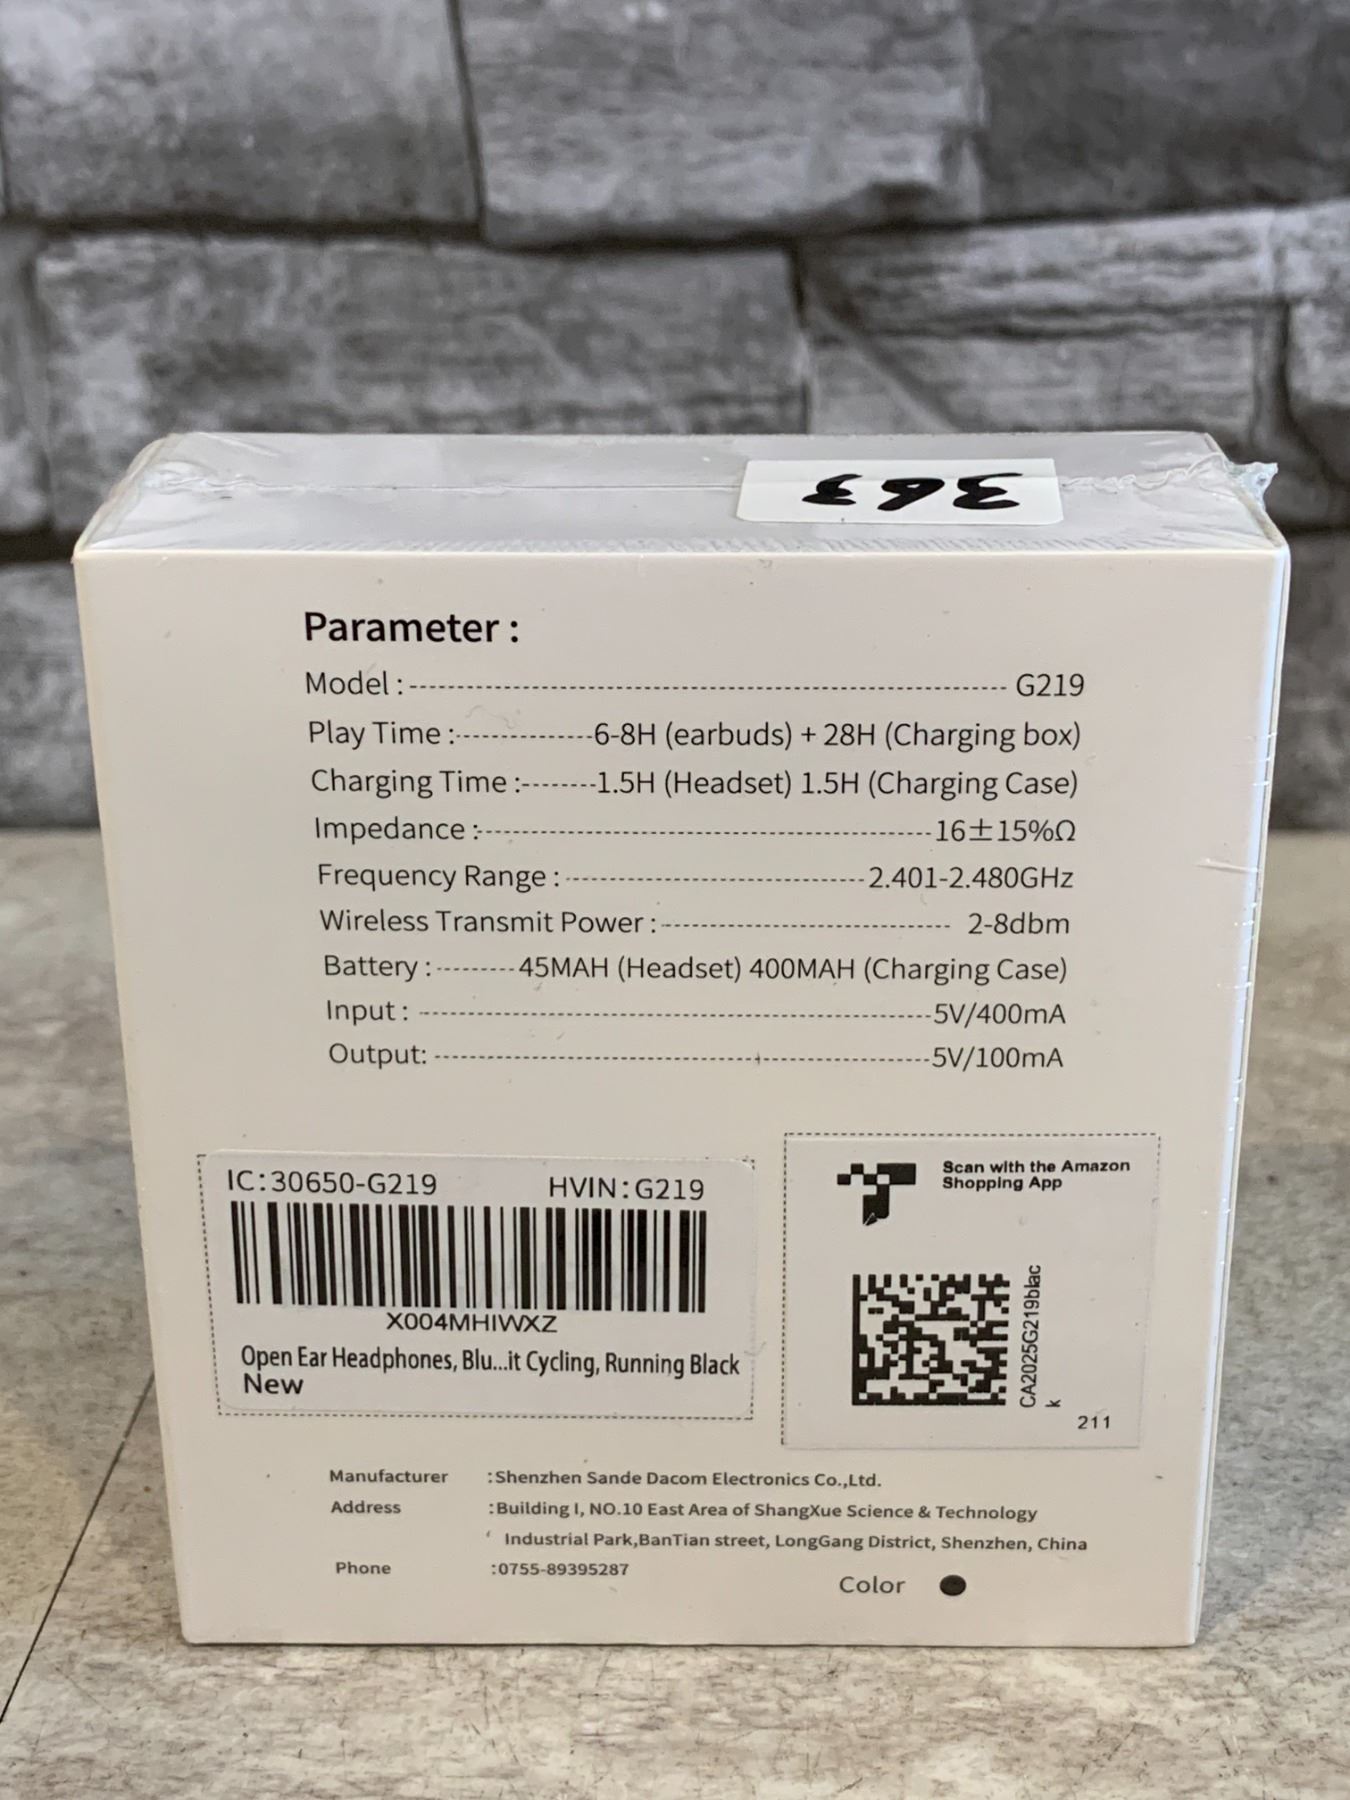 363
Parameter :
Model : G219
Play Time : 6-8H (earbuds) + 28H (Charging box)
Charging Time : 1.5H (Headset) 1.5H (Charging Case)
Impedance : 16±15%Ω
Frequency Range : 2.401-2.480GHz
Wireless Transmit Power : 2-8dbm
Battery : 45MAH (Headset) 400MAH (Charging Case)
Input : 5V/400mA
Output: 5V/100mA
IC:30650-G219 HVIN:G219
X004MHIWXZ
Open Ear Headphones, Blu...it Cycling, Running Black
New
Scan with the Amazon
Shopping App
CA2025G219blac
k
211
Manufacturer :Shenzhen Sande Dacom Electronics Co.,Ltd.
Address :Building I, NO.10 East Area of ShangXue Science & Technology
Industrial Park,BanTian street, LongGang District, Shenzhen, China
Phone :0755-89395287
Color